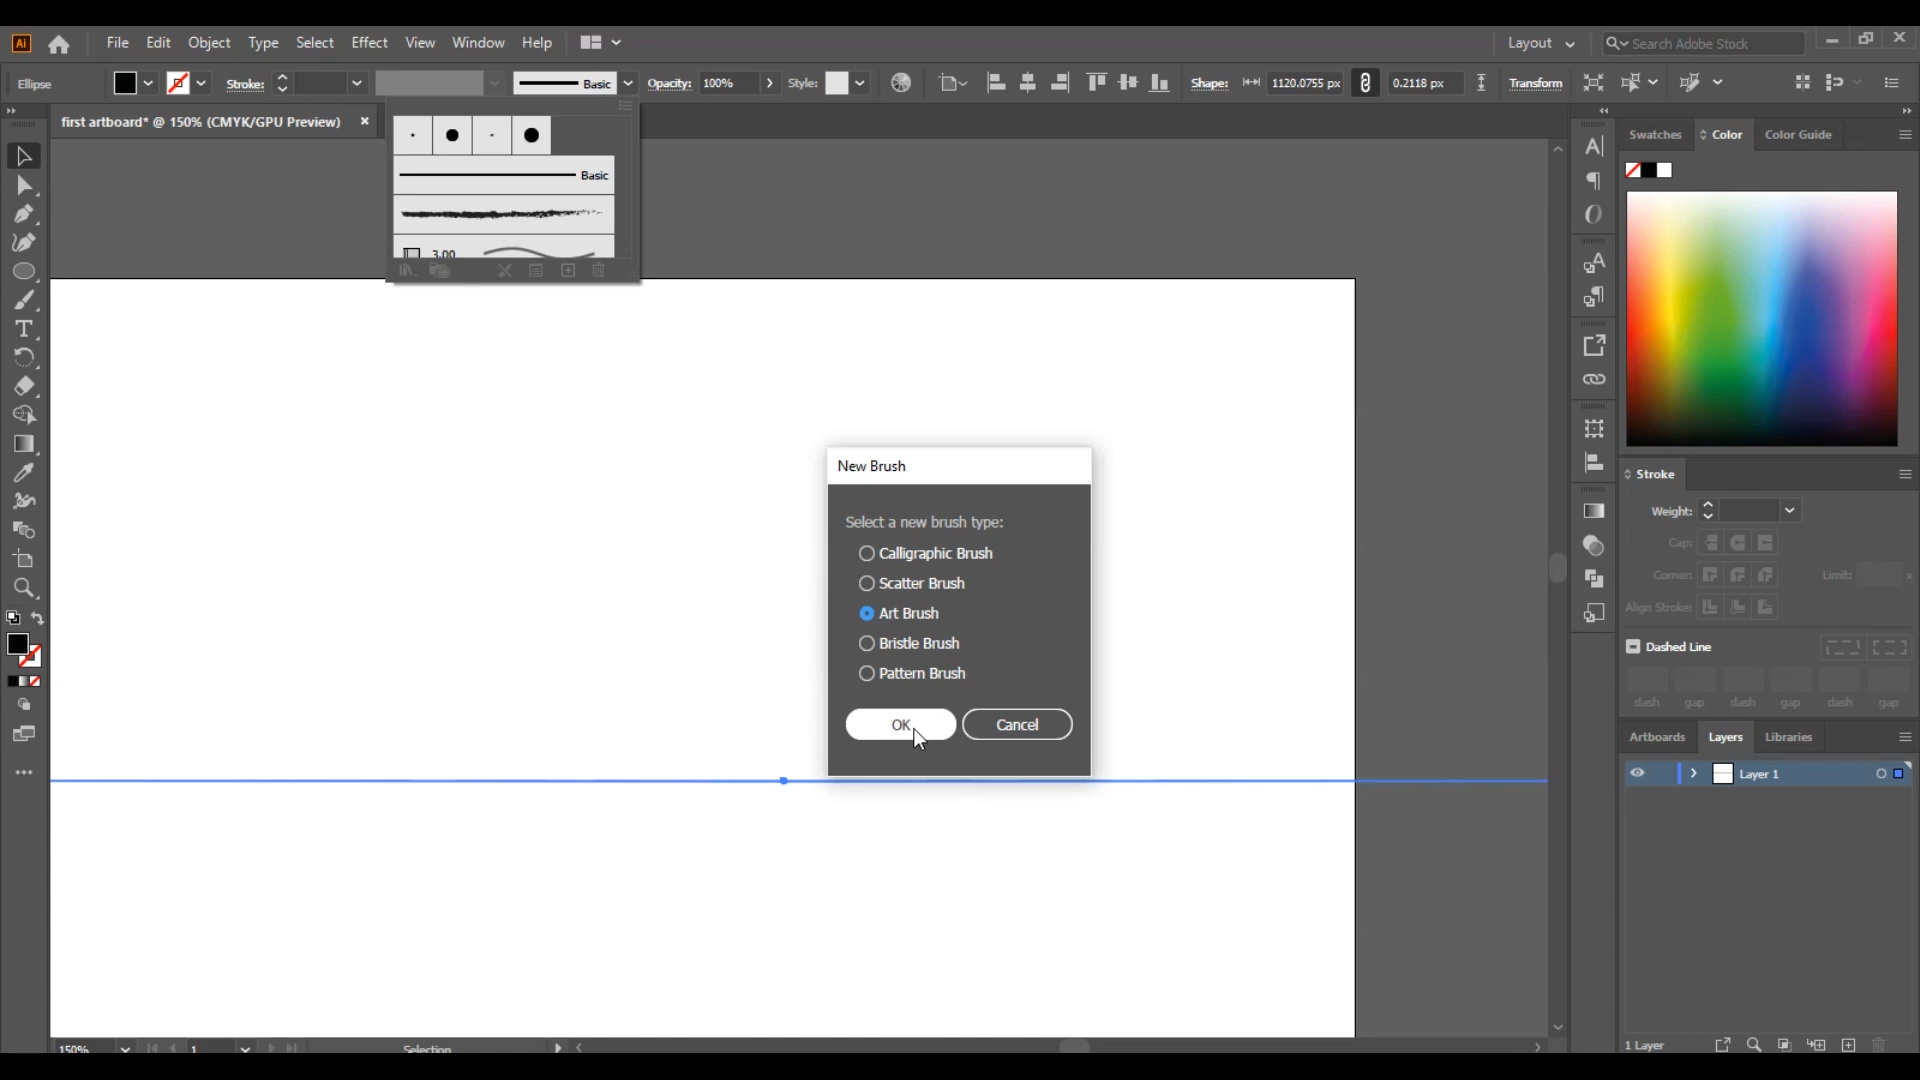 Ai File Edit Object Type Select Effect View Window Help Layout Search Adobe Stock
Ellipse Stroke: Basic Opacity: 100% Style: Shape: 1120.0755 px 0.2118 px Transform
first artboard* @ 150% (CMYK/GPU Preview) ×
Basic
3.00
Swatches Color Color Guide
New Brush
Select a new brush type:
Calligraphic Brush
Scatter Brush
Art Brush
Bristle Brush
Pattern Brush
OK Cancel
Stroke
Weight:
Cap:
Corner: Limit: x
Align Stroke:
Dashed Line
dash gap dash gap dash gap
Artboards Layers Libraries
Layer 1
1 Layer
150% 1 Selection